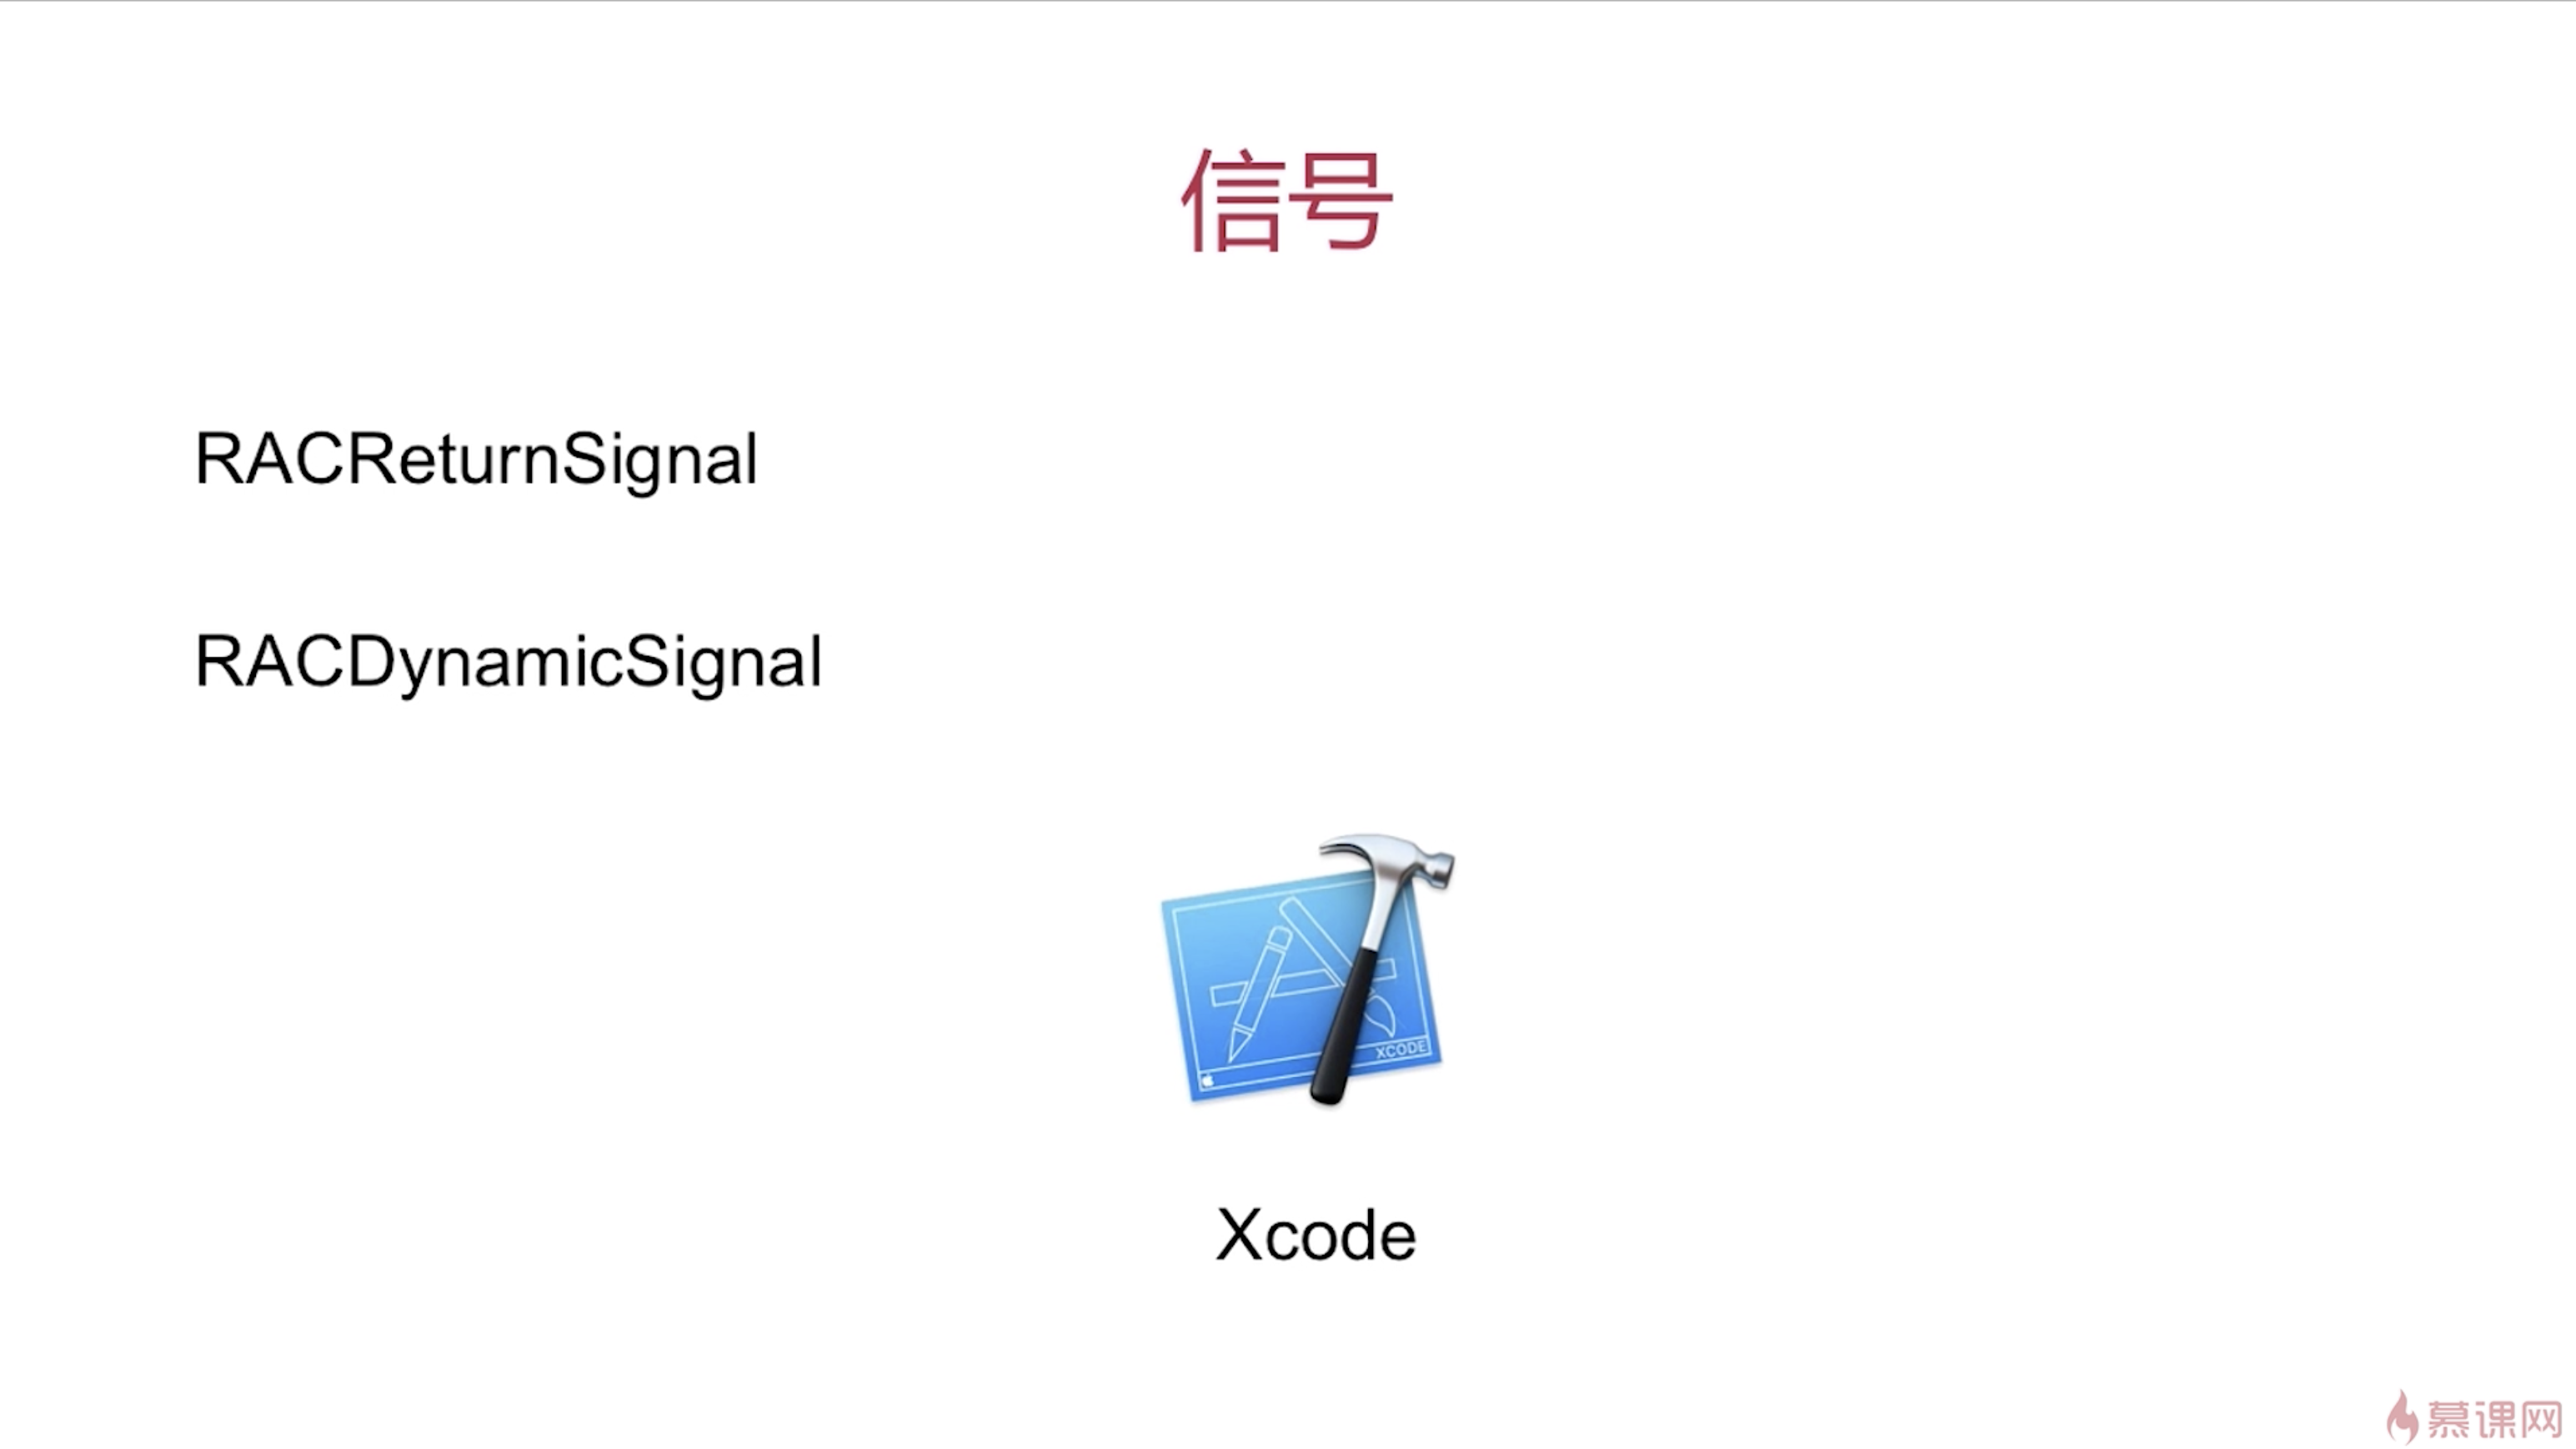 信号
RACReturnSignal
RACDynamicSignal
XCODE
Xcode
慕课网